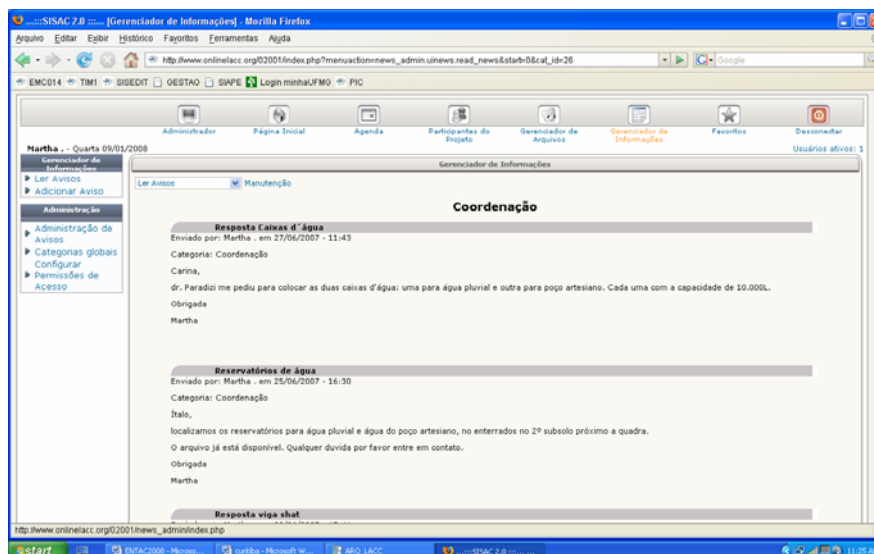 ...:::SISAC 2.0 :::... [Gerenciador de Informações] - Mozilla Firefox
Arquivo Editar Exibir Histórico Favoritos Ferramentas Ajuda
http://www.onlinelacc.org/02001/index.php?menuaction=news_admin.uinews.read_news&start=0&cat_id=26
Google
EMC014 TIM1 SISEDIT GESTAO SIAPE Login minhaUFMG PIC
Administrador
Página Inicial
Agenda
Participantes do Projeto
Gerenciador de Arquivos
Gerenciador de Informações
Favoritos
Desconectar
Martha . - Quarta 09/01/2008
Usuários ativos: 1
Gerenciador de Informações
Ler Avisos
Adicionar Aviso
Administração
Administração de Avisos
Categorias globais
Configurar
Permissões de Acesso
Gerenciador de Informações
Ler Avisos Manutenção
Coordenação
Resposta Caixas d´água
Enviado por: Martha . em 27/06/2007 - 11:43
Categoria: Coordenação
Carina,
dr. Paradizi me pediu para colocar as duas caixas d'água: uma para água pluvial e outra para poço artesiano. Cada uma com a capacidade de 10.000L.
Obrigada
Martha
Reservatórios de água
Enviado por: Martha . em 25/06/2007 - 16:30
Categoria: Coordenação
Ítalo,
localizamos os reservatórios para água pluvial e água do poço artesiano, no enterrados no 2º subsolo próximo a quadra.
O arquivo já está disponível. Qualquer duvida por favor entre em contato.
Obrigada
Martha
Resposta viga shat
http://www.onlinelacc.org/02001/news_admin/index.php
start
ENTAC2008 - Microso...
curitiba - Microsoft W...
ARQ_LACC
...:::SISAC 2.0 :::... ...
11:25 A